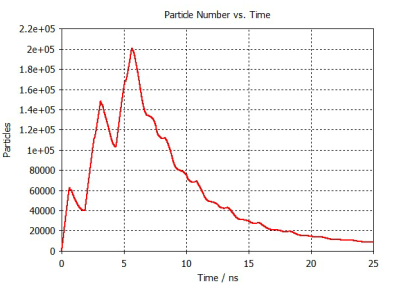 Particle Number vs. Time
2.2e+05
2e+05
1.8e+05
1.6e+05
1.4e+05
1.2e+05
1e+05
80000
60000
40000
20000
0
Particles
0 5 10 15 20 25
Time / ns